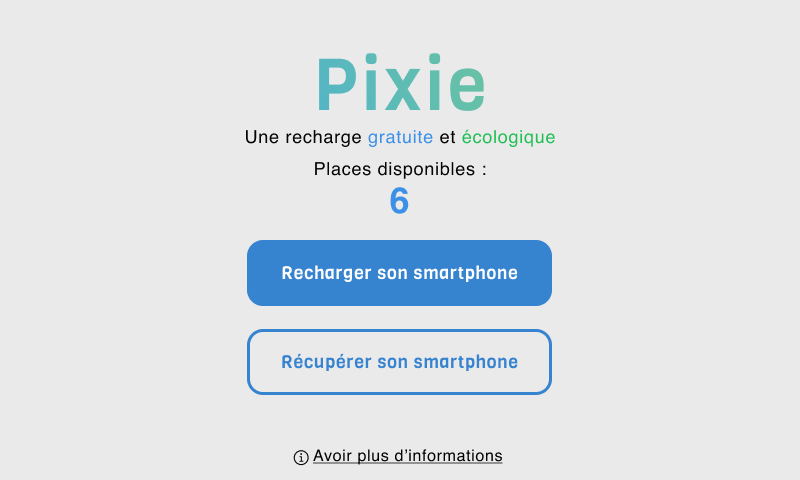 Pixie
Une recharge gratuite et écologique
Places disponibles :
6
Recharger son smartphone
Récupérer son smartphone
Avoir plus d'informations